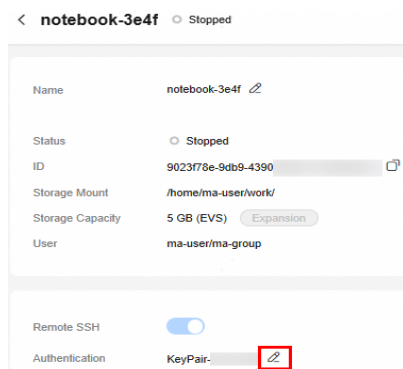 notebook-3e4f Stopped
Name notebook-3e4f
Status Stopped
ID 9023f78e-9db9-4390
Storage Mount /home/ma-user/work/
Storage Capacity 5 GB (EVS) Expansion
User ma-user/ma-group
Remote SSH
Authentication KeyPair-